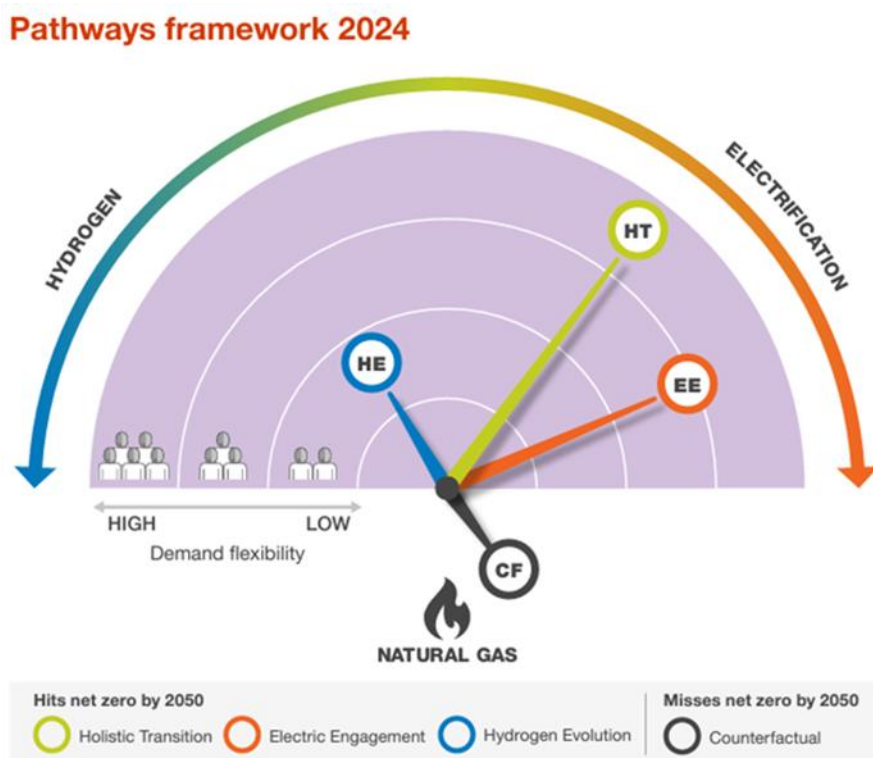 Pathways framework 2024
HYDROGEN
ELECTRIFICATION
HT
HE
EE
HIGH
LOW
Demand flexibility
CF
NATURAL GAS
Hits net zero by 2050
Misses net zero by 2050
Holistic Transition
Electric Engagement
Hydrogen Evolution
Counterfactual